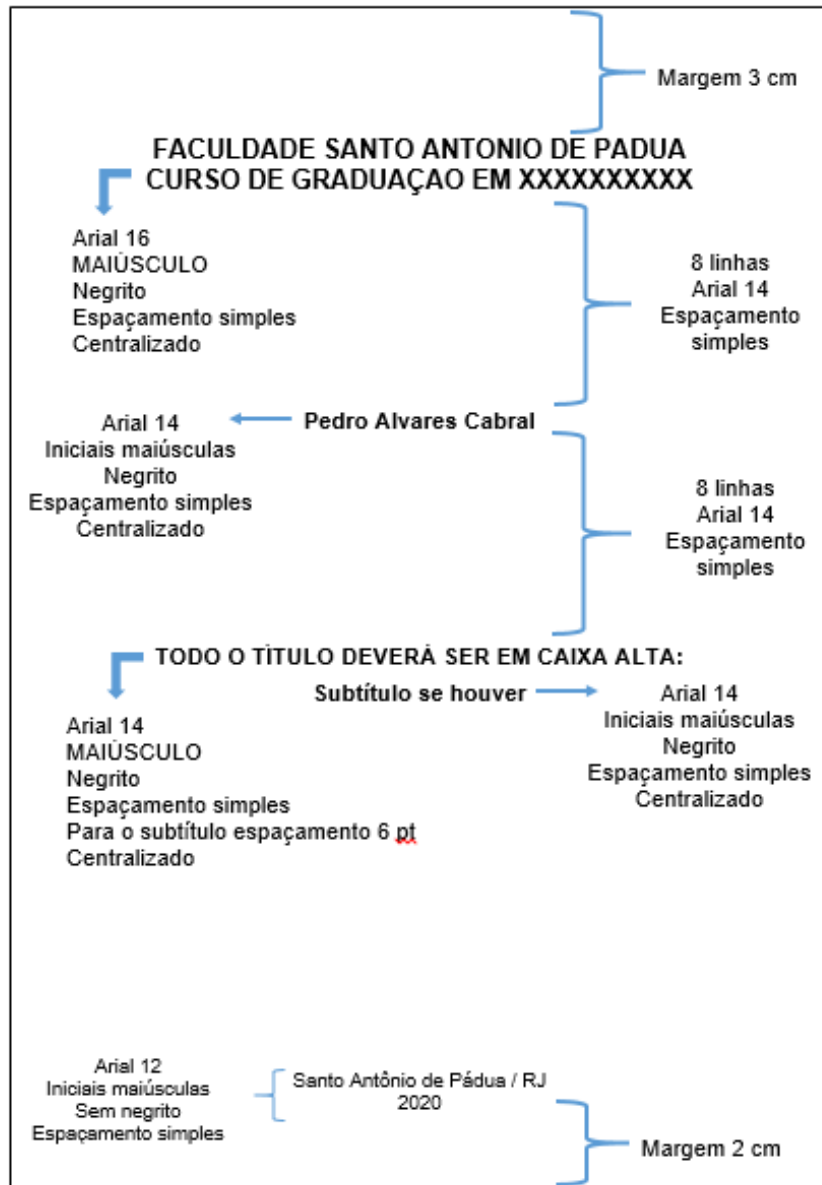 Margem 3 cm
FACULDADE SANTO ANTONIO DE PADUA
CURSO DE GRADUAÇAO EM XXXXXXXXXX
Arial 16
MAIÚSCULO
Negrito
Espaçamento simples
Centralizado
8 linhas
Arial 14
Espaçamento
simples
Pedro Alvares Cabral
Arial 14
Iniciais maiúsculas
Negrito
Espaçamento simples
Centralizado
8 linhas
Arial 14
Espaçamento
simples
TODO O TÍTULO DEVERÁ SER EM CAIXA ALTA:
Subtítulo se houver
Arial 14
Iniciais maiúsculas
Negrito
Espaçamento simples
Centralizado
Arial 14
MAIÚSCULO
Negrito
Espaçamento simples
Para o subtítulo espaçamento 6 pt
Centralizado
Arial 12
Iniciais maiúsculas
Sem negrito
Espaçamento simples
Santo Antônio de Pádua / RJ
2020
Margem 2 cm